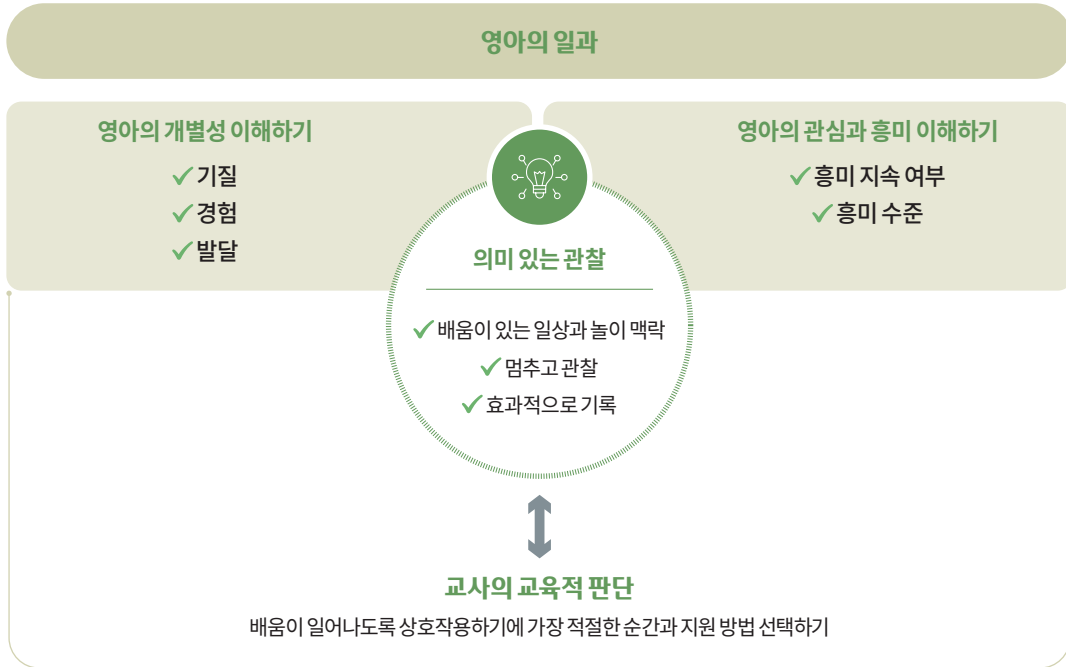 영아의 일과
영아의 개별성 이해하기
기질
경험
발달
영아의 관심과 흥미 이해하기
흥미 지속 여부
흥미 수준
의미 있는 관찰
배움이 있는 일상과 놀이 맥락
멈추고 관찰
효과적으로 기록
교사의 교육적 판단
배움이 일어나도록 상호작용하기에 가장 적절한 순간과 지원 방법 선택하기